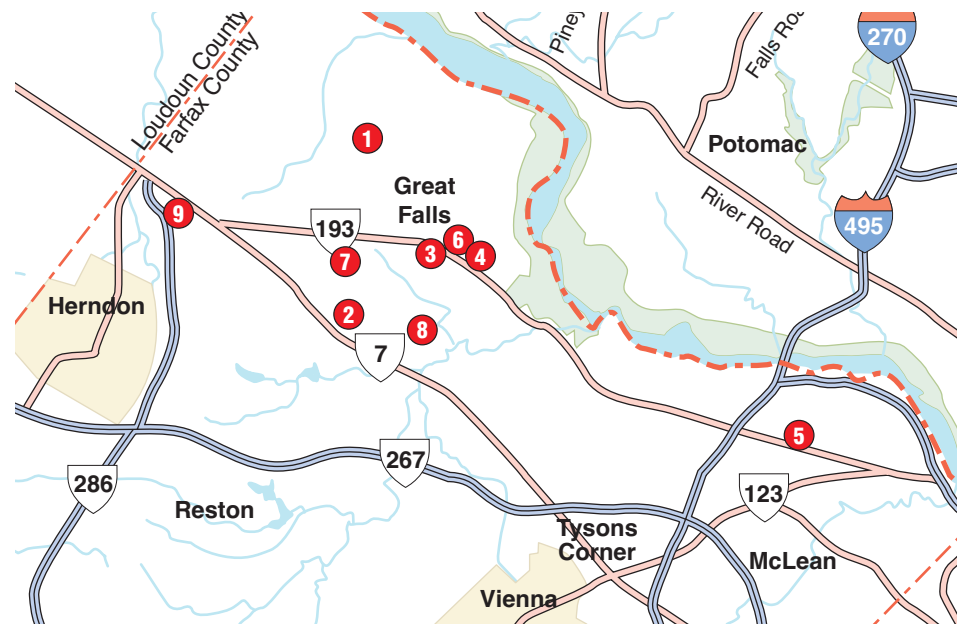 Piney
Falls Roa
270
Loudoun County
Fairfax County
1
Potomac
Great
Falls
9
193
6
3
4
7
River Road
495
Herndon
2
8
7
5
267
286
123
Reston
Tysons
Corner
McLean
Vienna